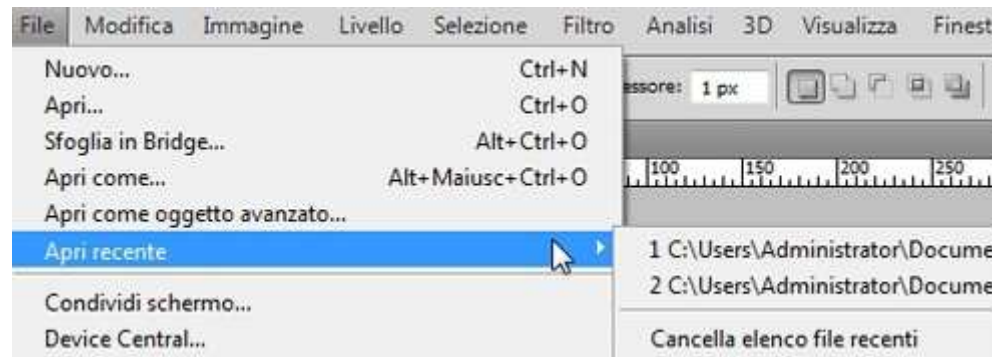 File Modifica Immagine Livello Selezione Filtro Analisi 3D Visualizza Finest
Nuovo... Ctrl+N
Apri... Ctrl+O
Sfoglia in Bridge... Alt+Ctrl+O
Apri come... Alt+Maiusc+Ctrl+O
Apri come oggetto avanzato...
Apri recente
Condividi schermo...
Device Central...
essore: 1 px
100 150 200 250
1 C:\Users\Administrator\Docume
2 C:\Users\Administrator\Docume
Cancella elenco file recenti